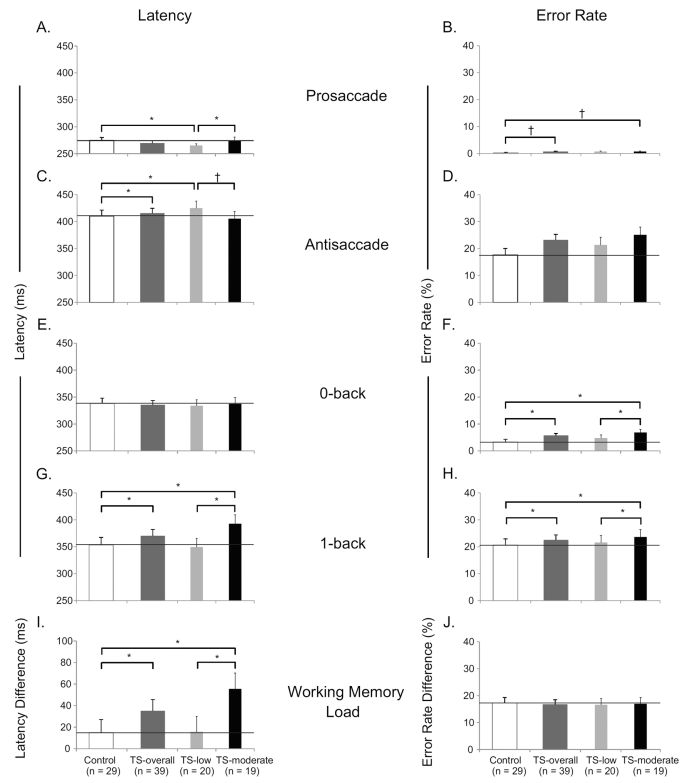 Latency
Error Rate
A.
B.
450
400
350
300
250
*
*
Prosaccade
40
30
20
10
0
†
†
C.
D.
450
400
350
300
250
*
*
†
Antisaccade
40
30
20
10
0
Latency (ms)
Error Rate (%)
E.
F.
450
400
350
300
250
0-back
40
30
20
10
0
*
*
*
G.
H.
450
400
350
300
250
*
*
*
1-back
40
30
20
10
0
*
*
*
I.
J.
Latency Difference (ms)
100
80
60
40
20
0
*
*
*
Working Memory
Load
Error Rate Difference (%)
40
30
20
10
0
Control
(n = 29)
TS-overall
(n = 39)
TS-low
(n = 20)
TS-moderate
(n = 19)
Control
(n = 29)
TS-overall
(n = 39)
TS-low
(n = 20)
TS-moderate
(n = 19)